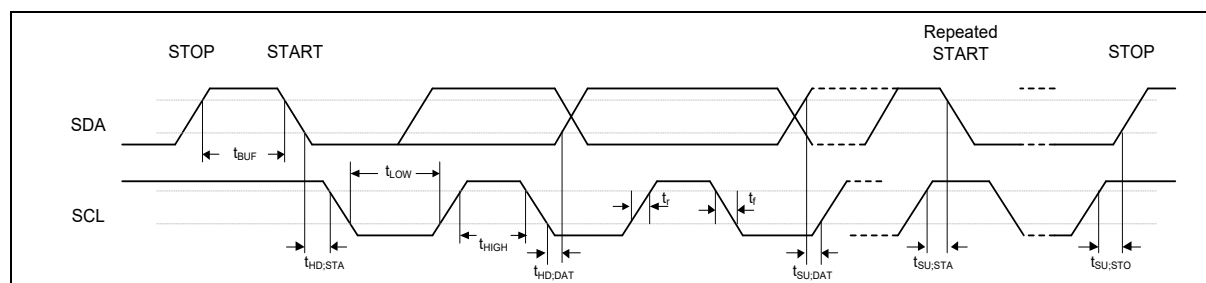 Repeated
STOP START START STOP
SDA
tBUF
tLOW
SCL
tr tf
tHIGH
tHD;STA tHD;DAT tSU;DAT tSU;STA tSU;STO